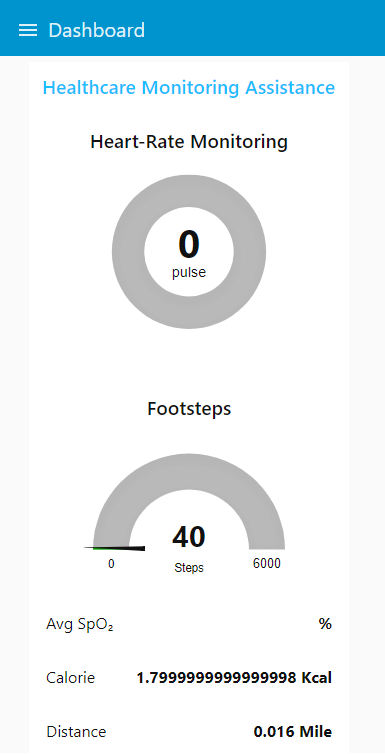 Dashboard
Healthcare Monitoring Assistance
Heart-Rate Monitoring
0
pulse
Footsteps
40
Steps
0
6000
Avg SpO₂ %
Calorie 1.7999999999999998 Kcal
Distance 0.016 Mile